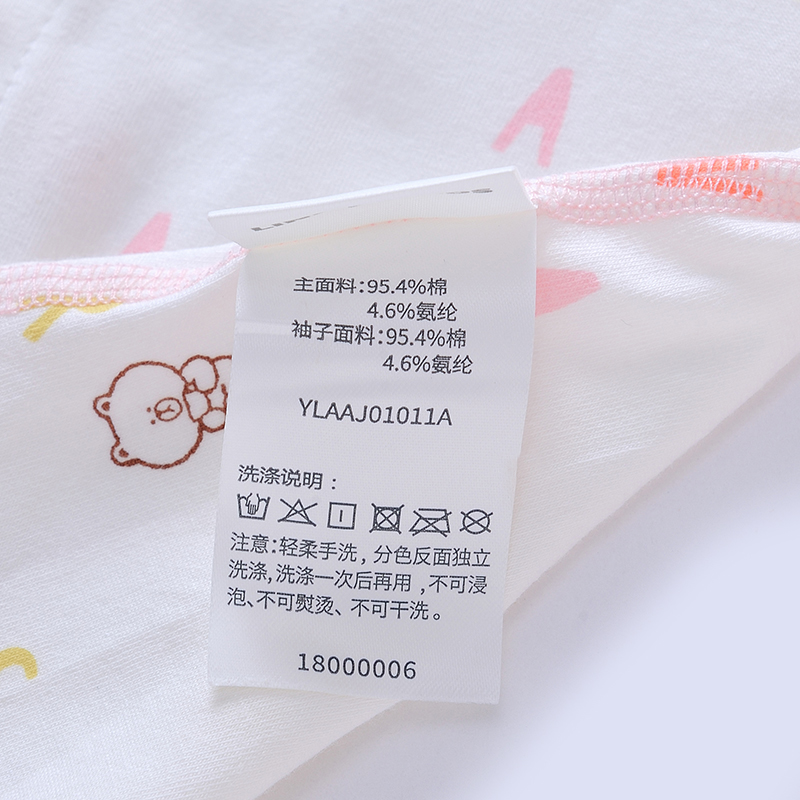 主面料:95.4%棉
4.6%氨纶
袖子面料:95.4%棉
4.6%氨纶
YLAAJ01011A
洗涤说明:
注意:轻柔手洗,分色反面独立
洗涤,洗涤一次后再用,不可浸
泡、不可熨烫、不可干洗。
18000006